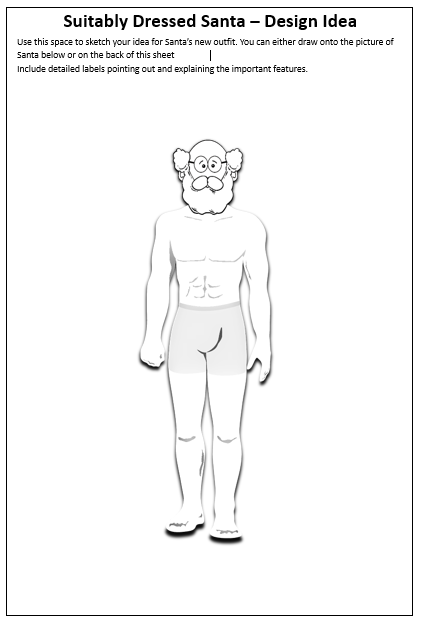 Suitably Dressed Santa – Design Idea
Use this space to sketch your idea for Santa's new outfit. You can either draw onto the picture of
Santa below or on the back of this sheet
Include detailed labels pointing out and explaining the important features.